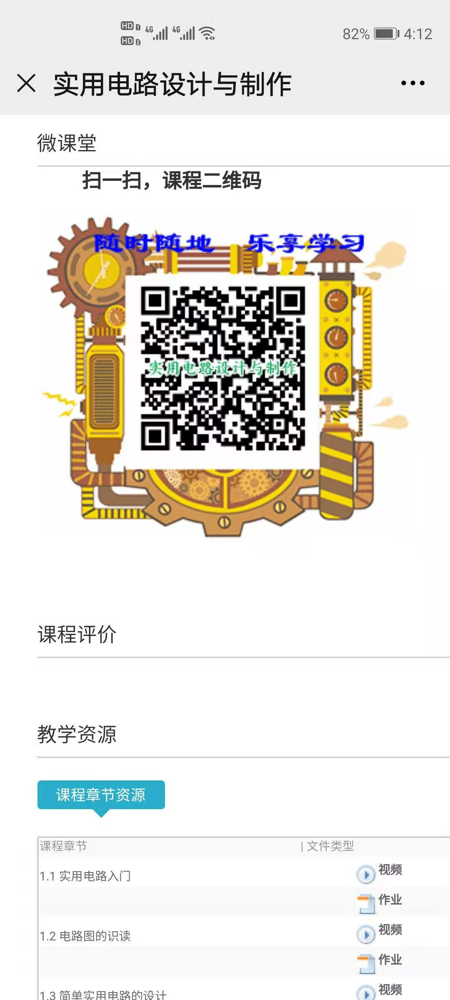 HD 1 4G 4G
HD 2
82% 4:12
实用电路设计与制作
微课堂
扫一扫，课程二维码
随时随地 乐享学习
实用电路设计与制作
课程评价
教学资源
课程章节资源
课程章节 | 文件类型
1.1 实用电路入门 视频
作业
1.2 电路图的识读 视频
作业
1.3 简单实用电路的设计 视频